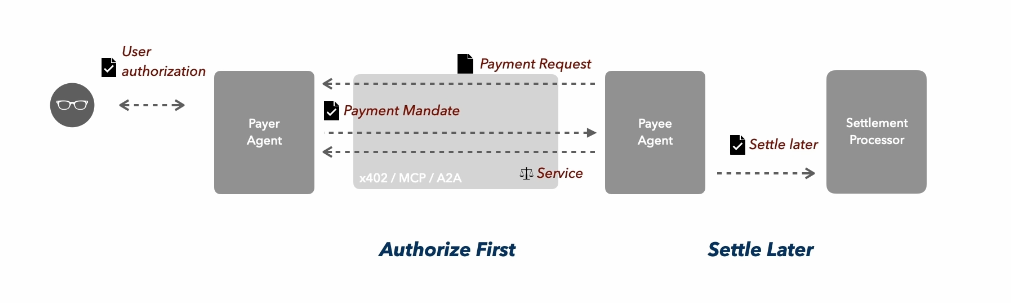 User
authorization
Payment Request
Payer
Agent
Payment Mandate
Payee
Agent
Settlement
Processor
Settle later
Service
x402 / MCP / A2A
Authorize First
Settle Later